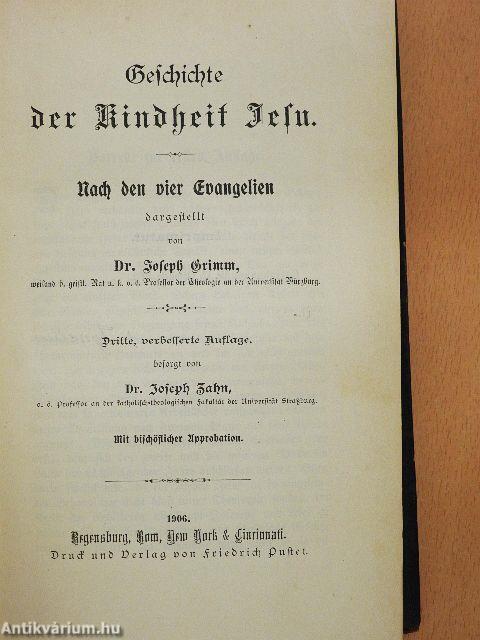 Geschichte
der Kindheit Jesu.
Nach den vier Evangelien
dargestellt
von
Dr. Joseph Grimm,
weiland b. geistl. Rat u. k. o. ö. Professor der Theologie an der Universität Würzburg.
Dritte, verbesserte Auflage.
besorgt von
Dr. Joseph Zahn,
o. ö. Professor an der katholisch-theologischen Fakultät der Universität Straßburg.
Mit bischöflicher Approbation.
1906.
Regensburg, Rom, New York & Cincinnati.
Druck und Verlag von Friedrich Pustet.
Antikvárium.hu